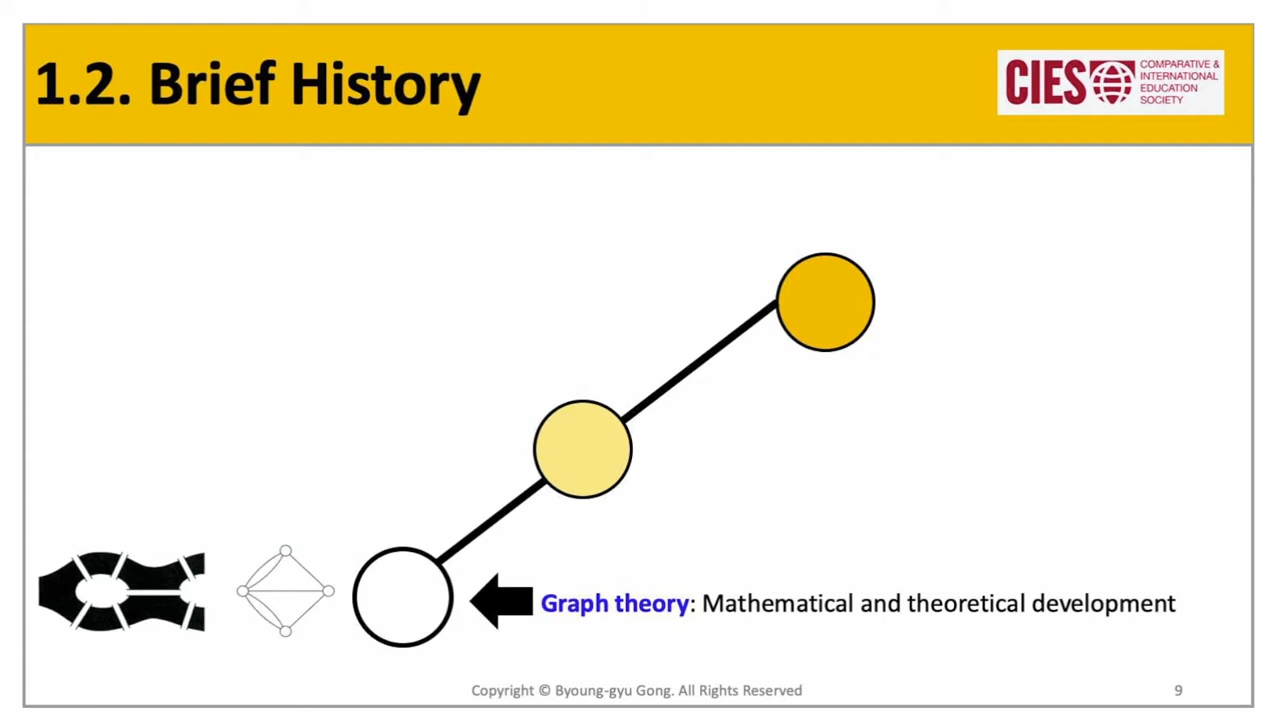 1.2. Brief History
CIES
COMPARATIVE &
INTERNATIONAL
EDUCATION
SOCIETY
Graph theory: Mathematical and theoretical development
Copyright © Byoung-gyu Gong. All Rights Reserved
9